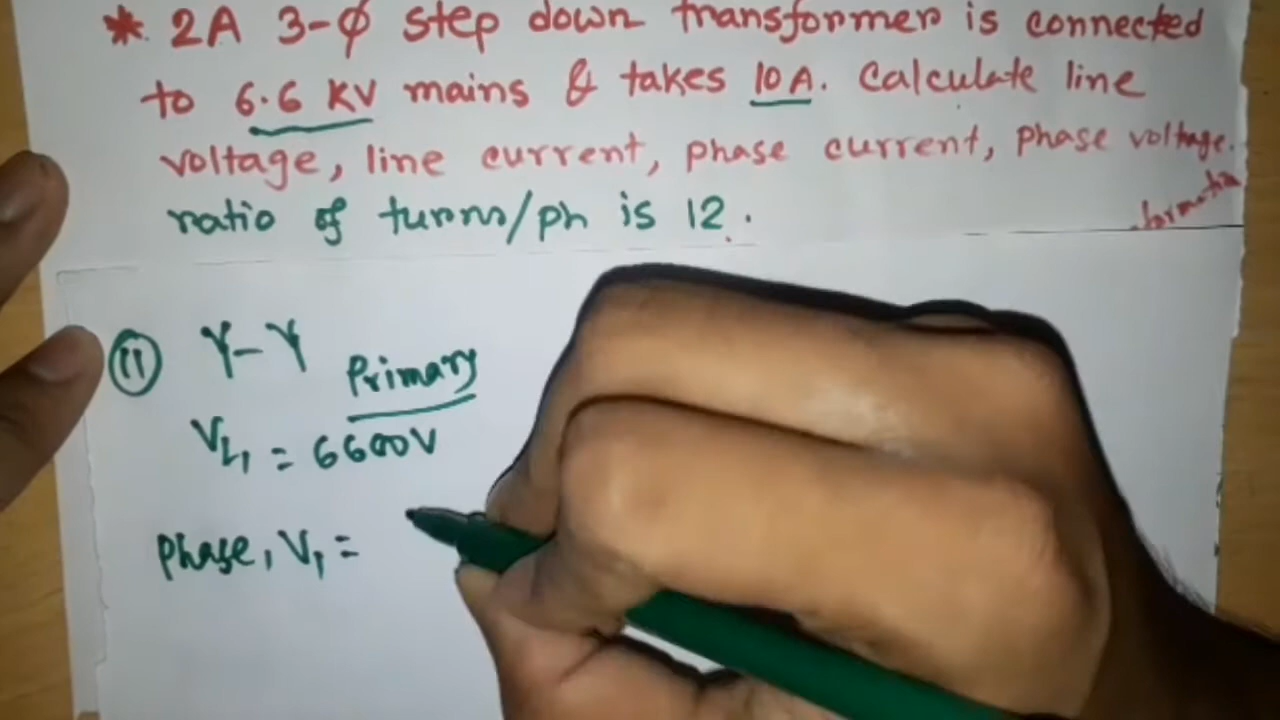 * 2A 3-φ step down transformer is connected
to 6.6 KV mains & takes 10A. Calculate line
voltage, line current, phase current, phase voltage.
ratio of turns/ph is 12.
(11) Y-Y Primary
VL1 = 6600V
phase, V1 =